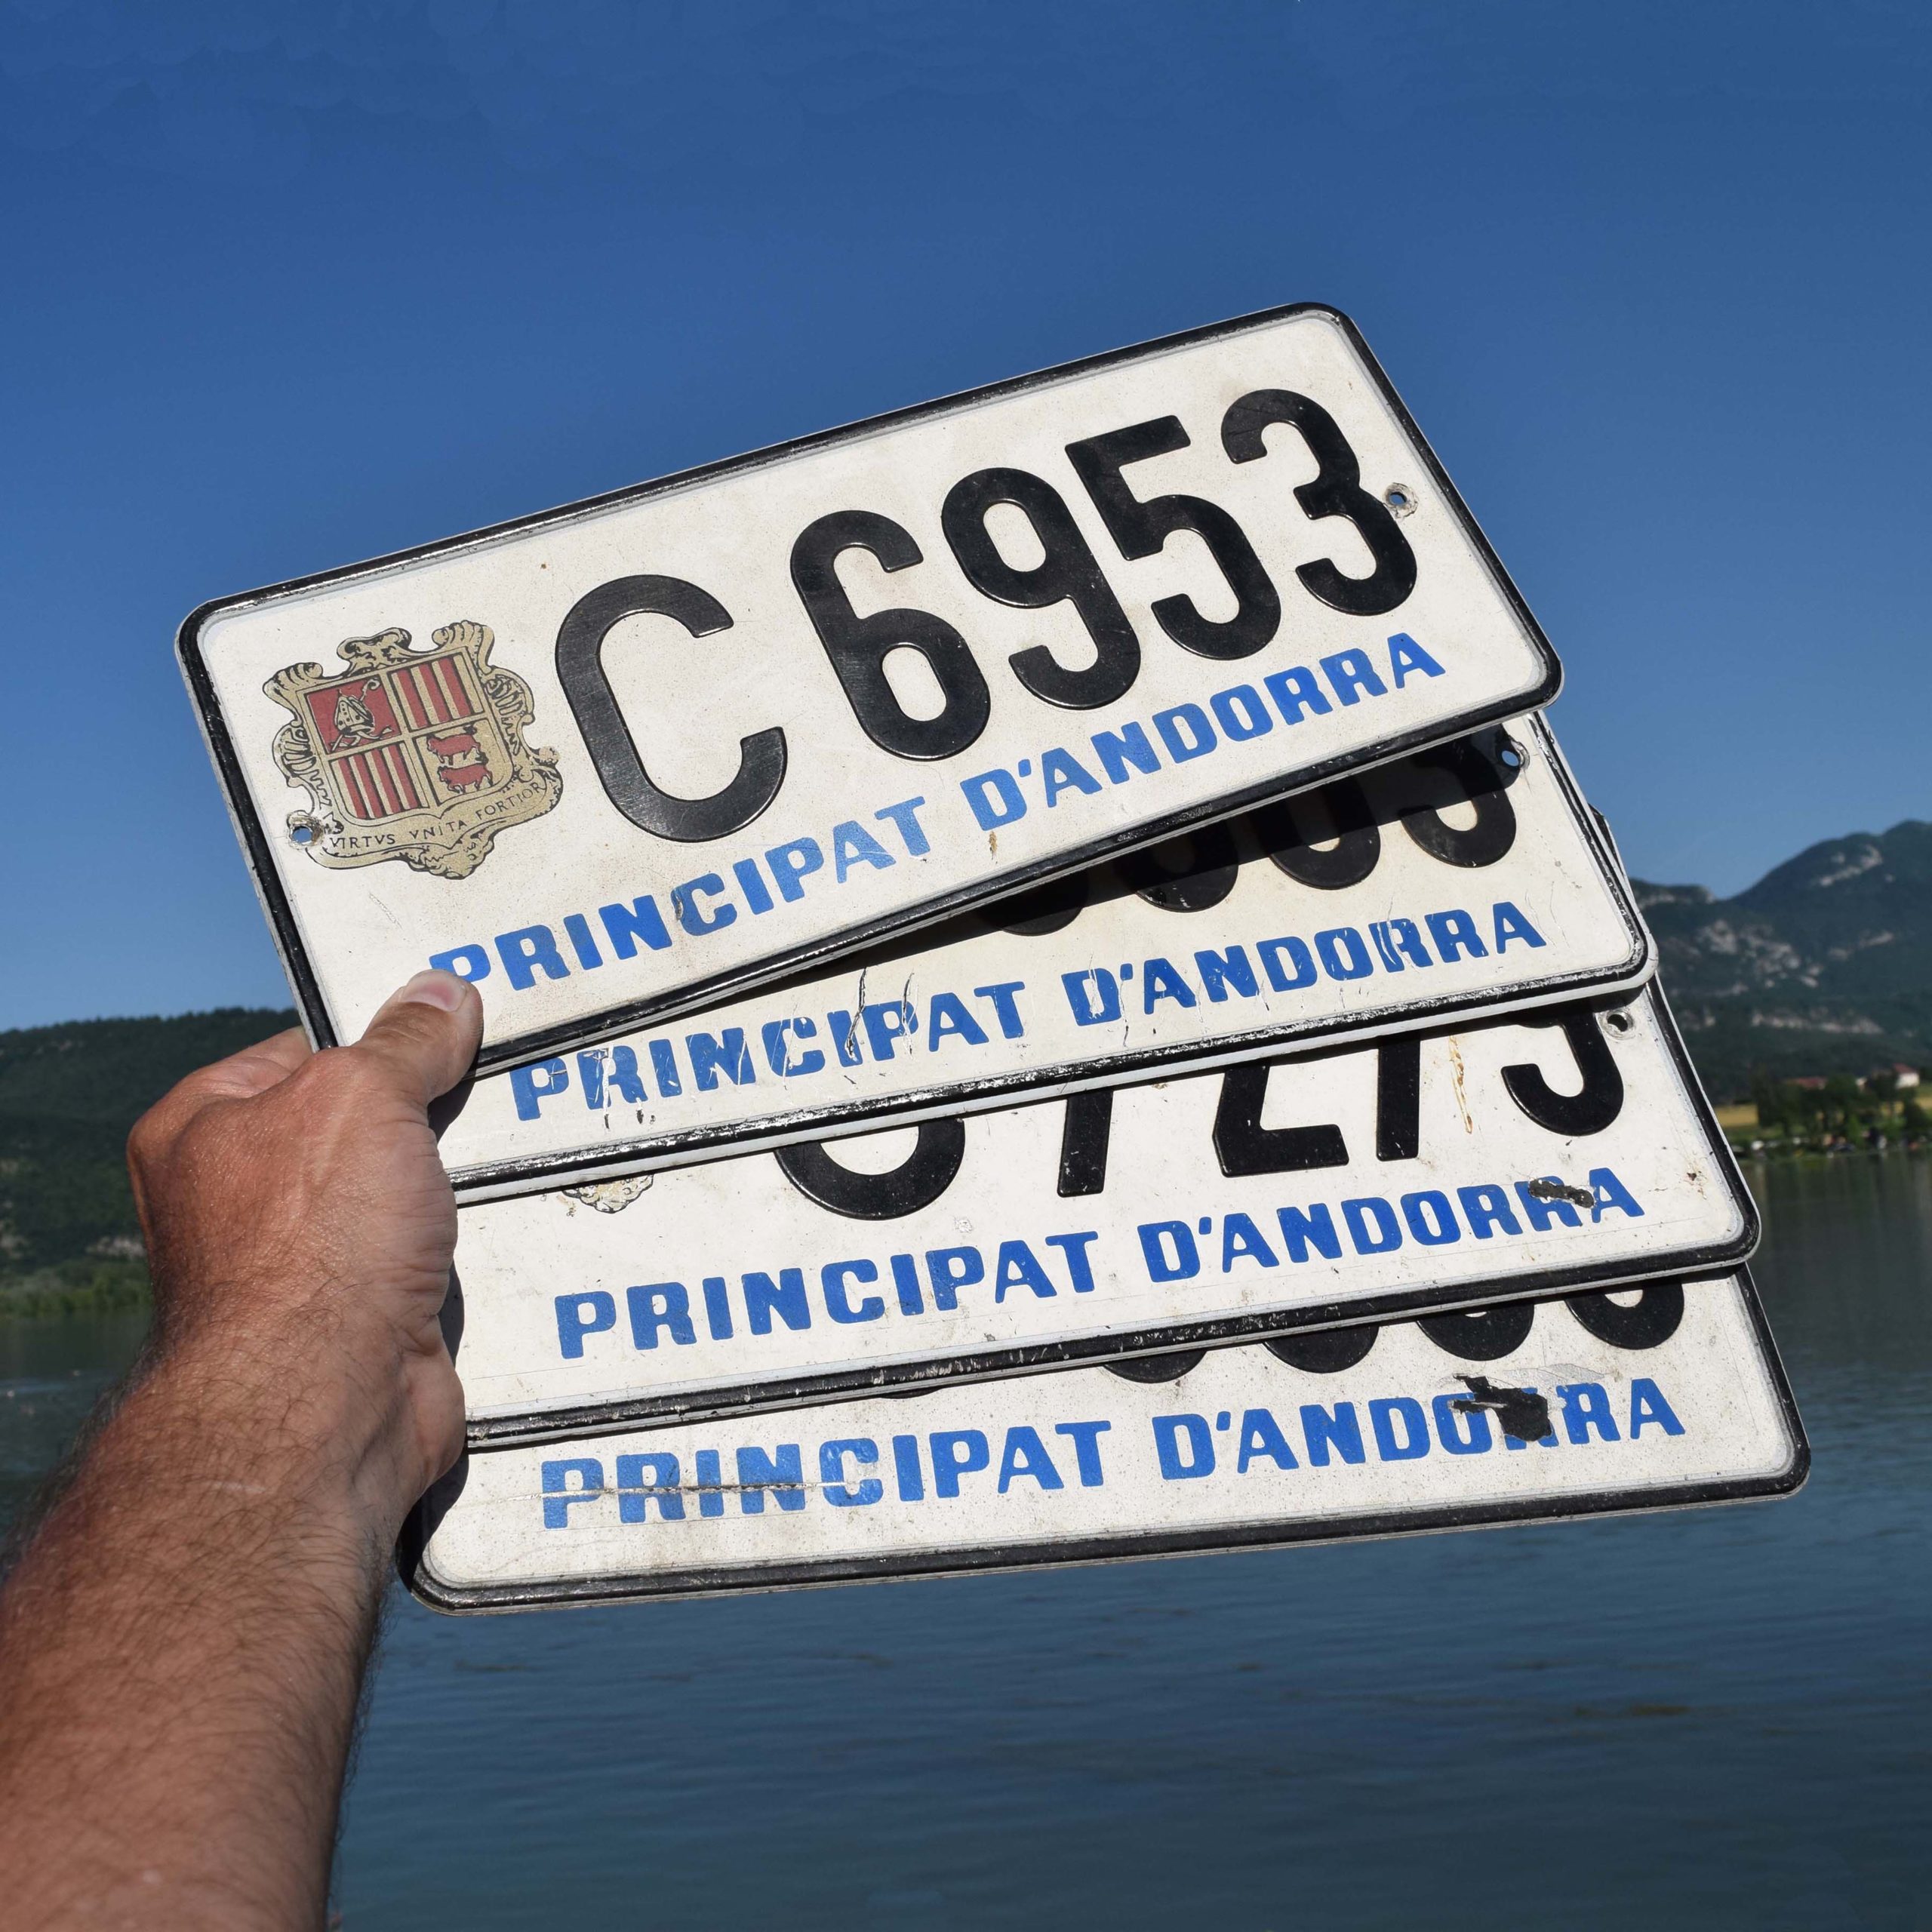 C 6953
VIRTVS VNITA FORTIOR
PRINCIPAT D'ANDORRA
PRINCIPAT D'ANDORRA
PRINCIPAT D'ANDORRA
PRINCIPAT D'ANDORRA